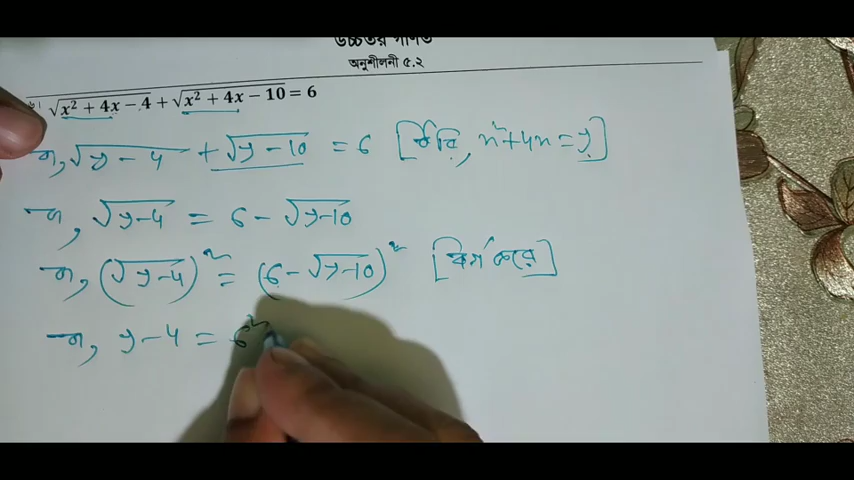 উচ্চতর গণিত
অনুশীলনী ৫.২
√(x² + 4x − 4) + √(x² + 4x − 10) = 6
বা, √(y − 4) + √(y − 10) = 6 [ধরি, x² + 4x = y]
বা, √(y − 4) = 6 − √(y − 10)
বা, (√(y − 4))² = (6 − √(y − 10))² [বর্গ করে]
বা, y − 4 = 6²